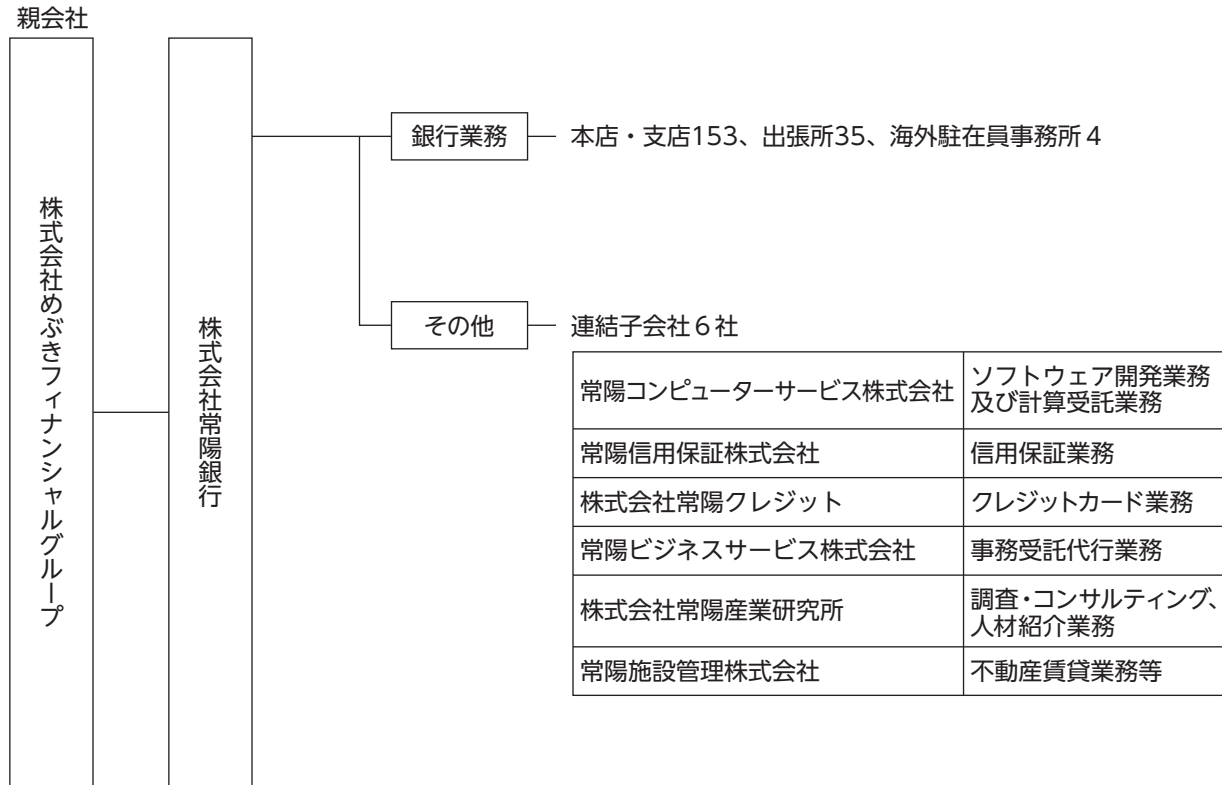 親会社
株式会社めぶきフィナンシャルグループ
株式会社常陽銀行
銀行業務
本店・支店153、出張所35、海外駐在員事務所4
その他
連結子会社6社
常陽コンピューターサービス株式会社
ソフトウェア開発業務
及び計算受託業務
常陽信用保証株式会社
信用保証業務
株式会社常陽クレジット
クレジットカード業務
常陽ビジネスサービス株式会社
事務受託代行業務
株式会社常陽産業研究所
調査・コンサルティング、
人材紹介業務
常陽施設管理株式会社
不動産賃貸業務等